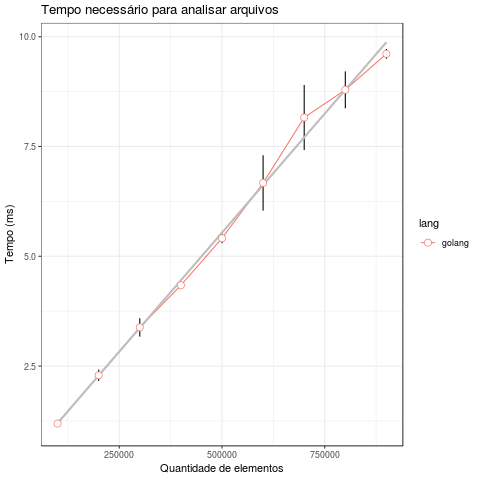 Tempo necessário para analisar arquivos
10.0
7.5
5.0
2.5
Tempo (ms)
250000
500000
750000
Quantidade de elementos
lang
golang